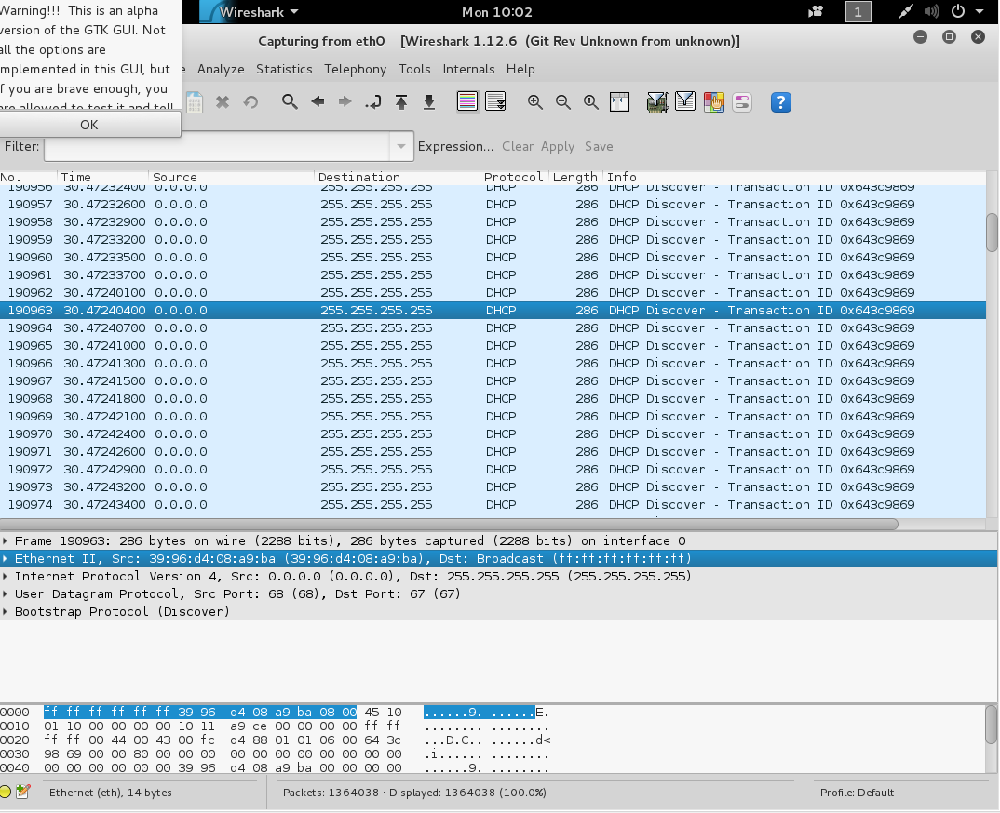 Warning!!! This is an alpha
version of the GTK GUI. Not
all the options are
implemented in this GUI, but
if you are brave enough, you
are allowed to test it and tell
OK
Wireshark
Mon 10:02
1
Capturing from eth0 [Wireshark 1.12.6 (Git Rev Unknown from unknown)]
e Analyze Statistics Telephony Tools Internals Help
Filter: Expression... Clear Apply Save
No. Time Source Destination Protocol Length Info
190956 30.47232400 0.0.0.0 255.255.255.255 DHCP 286 DHCP Discover - Transaction ID 0x643c9869
190957 30.47232600 0.0.0.0 255.255.255.255 DHCP 286 DHCP Discover - Transaction ID 0x643c9869
190958 30.47232900 0.0.0.0 255.255.255.255 DHCP 286 DHCP Discover - Transaction ID 0x643c9869
190959 30.47233200 0.0.0.0 255.255.255.255 DHCP 286 DHCP Discover - Transaction ID 0x643c9869
190960 30.47233500 0.0.0.0 255.255.255.255 DHCP 286 DHCP Discover - Transaction ID 0x643c9869
190961 30.47233700 0.0.0.0 255.255.255.255 DHCP 286 DHCP Discover - Transaction ID 0x643c9869
190962 30.47240100 0.0.0.0 255.255.255.255 DHCP 286 DHCP Discover - Transaction ID 0x643c9869
190963 30.47240400 0.0.0.0 255.255.255.255 DHCP 286 DHCP Discover - Transaction ID 0x643c9869
190964 30.47240700 0.0.0.0 255.255.255.255 DHCP 286 DHCP Discover - Transaction ID 0x643c9869
190965 30.47241000 0.0.0.0 255.255.255.255 DHCP 286 DHCP Discover - Transaction ID 0x643c9869
190966 30.47241300 0.0.0.0 255.255.255.255 DHCP 286 DHCP Discover - Transaction ID 0x643c9869
190967 30.47241500 0.0.0.0 255.255.255.255 DHCP 286 DHCP Discover - Transaction ID 0x643c9869
190968 30.47241800 0.0.0.0 255.255.255.255 DHCP 286 DHCP Discover - Transaction ID 0x643c9869
190969 30.47242100 0.0.0.0 255.255.255.255 DHCP 286 DHCP Discover - Transaction ID 0x643c9869
190970 30.47242400 0.0.0.0 255.255.255.255 DHCP 286 DHCP Discover - Transaction ID 0x643c9869
190971 30.47242600 0.0.0.0 255.255.255.255 DHCP 286 DHCP Discover - Transaction ID 0x643c9869
190972 30.47242900 0.0.0.0 255.255.255.255 DHCP 286 DHCP Discover - Transaction ID 0x643c9869
190973 30.47243200 0.0.0.0 255.255.255.255 DHCP 286 DHCP Discover - Transaction ID 0x643c9869
190974 30.47243400 0.0.0.0 255.255.255.255 DHCP 286 DHCP Discover - Transaction ID 0x643c9869
Frame 190963: 286 bytes on wire (2288 bits), 286 bytes captured (2288 bits) on interface 0
Ethernet II, Src: 39:96:d4:08:a9:ba (39:96:d4:08:a9:ba), Dst: Broadcast (ff:ff:ff:ff:ff:ff)
Internet Protocol Version 4, Src: 0.0.0.0 (0.0.0.0), Dst: 255.255.255.255 (255.255.255.255)
User Datagram Protocol, Src Port: 68 (68), Dst Port: 67 (67)
Bootstrap Protocol (Discover)
0000 ff ff ff ff ff ff 39 96 d4 08 a9 ba 08 00 45 10 ......9. ......E.
0010 01 10 00 00 00 00 10 11 a9 ce 00 00 00 00 ff ff ........ ........
0020 ff ff 00 44 00 43 00 fc d4 88 01 01 06 00 64 3c ...D.C.. ......d<
0030 98 69 00 00 80 00 00 00 00 00 00 00 00 00 00 00 .i...... ........
0040 00 00 00 00 00 00 39 96 d4 08 a9 ba 00 00 00 00 ......9. ........
Ethernet (eth), 14 bytes
Packets: 1364038 · Displayed: 1364038 (100.0%)
Profile: Default